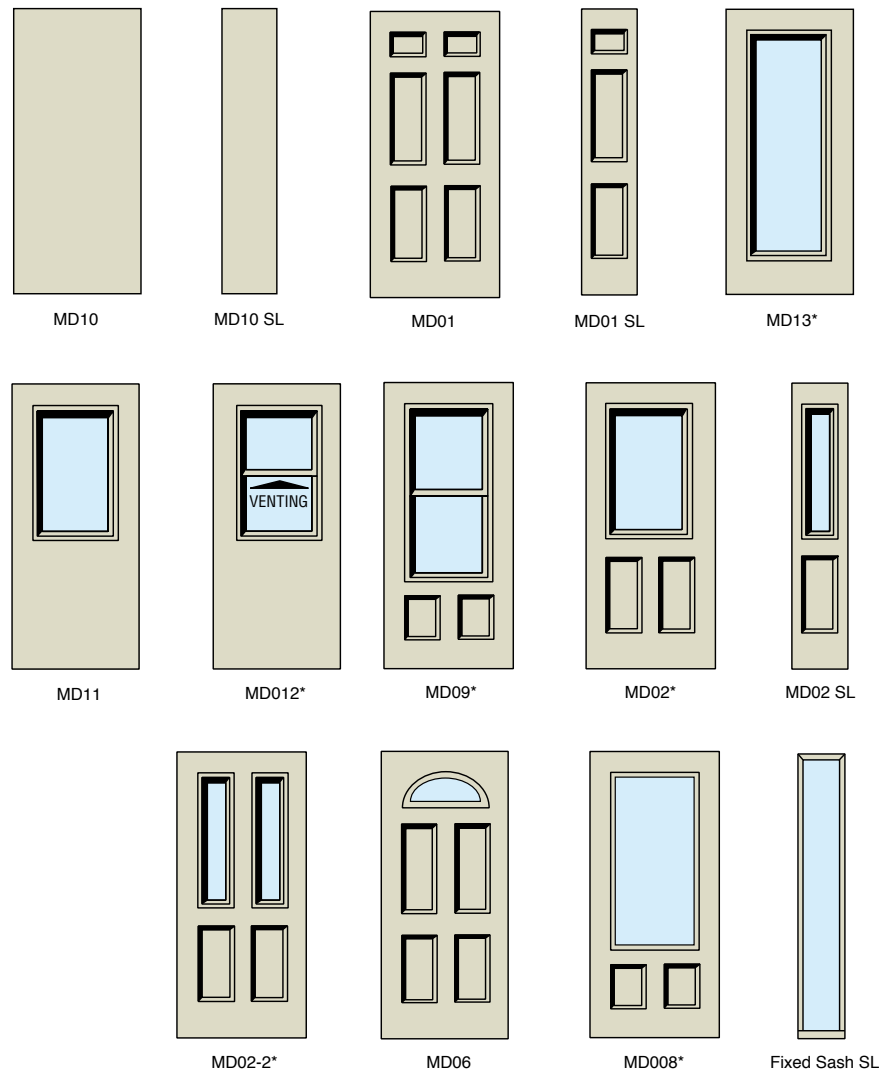 MD10
MD10 SL
MD01
MD01 SL
MD13*
VENTING
MD11
MD012*
MD09*
MD02*
MD02 SL
MD02-2*
MD06
MD008*
Fixed Sash SL